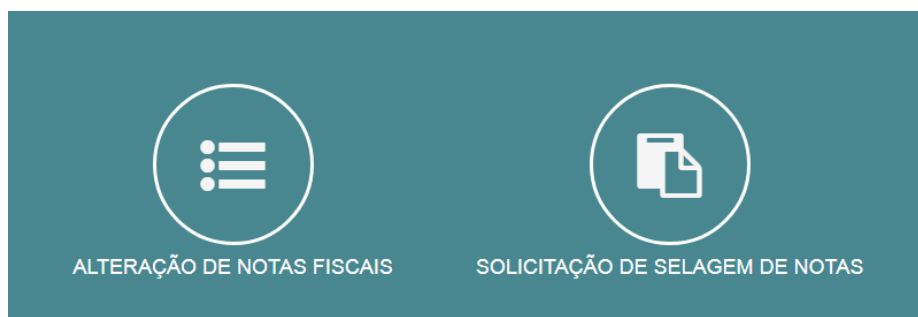 ALTERAÇÃO DE NOTAS FISCAIS
SOLICITAÇÃO DE SELAGEM DE NOTAS